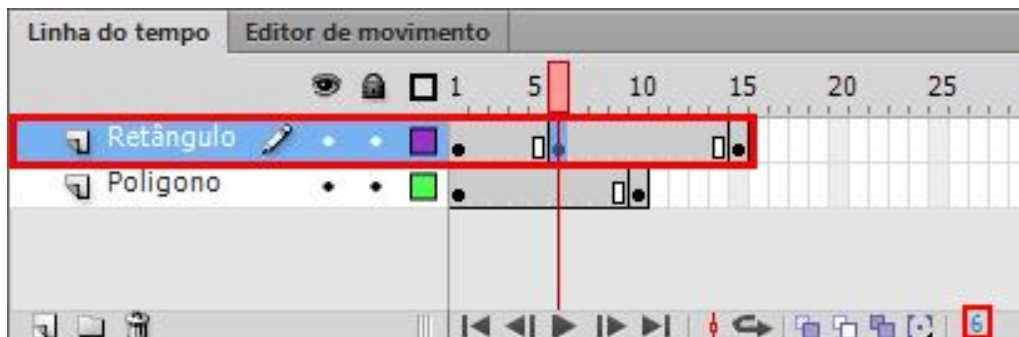 Linha do tempo Editor de movimento
1 5 10 15 20 25
Retângulo
Poligono
6